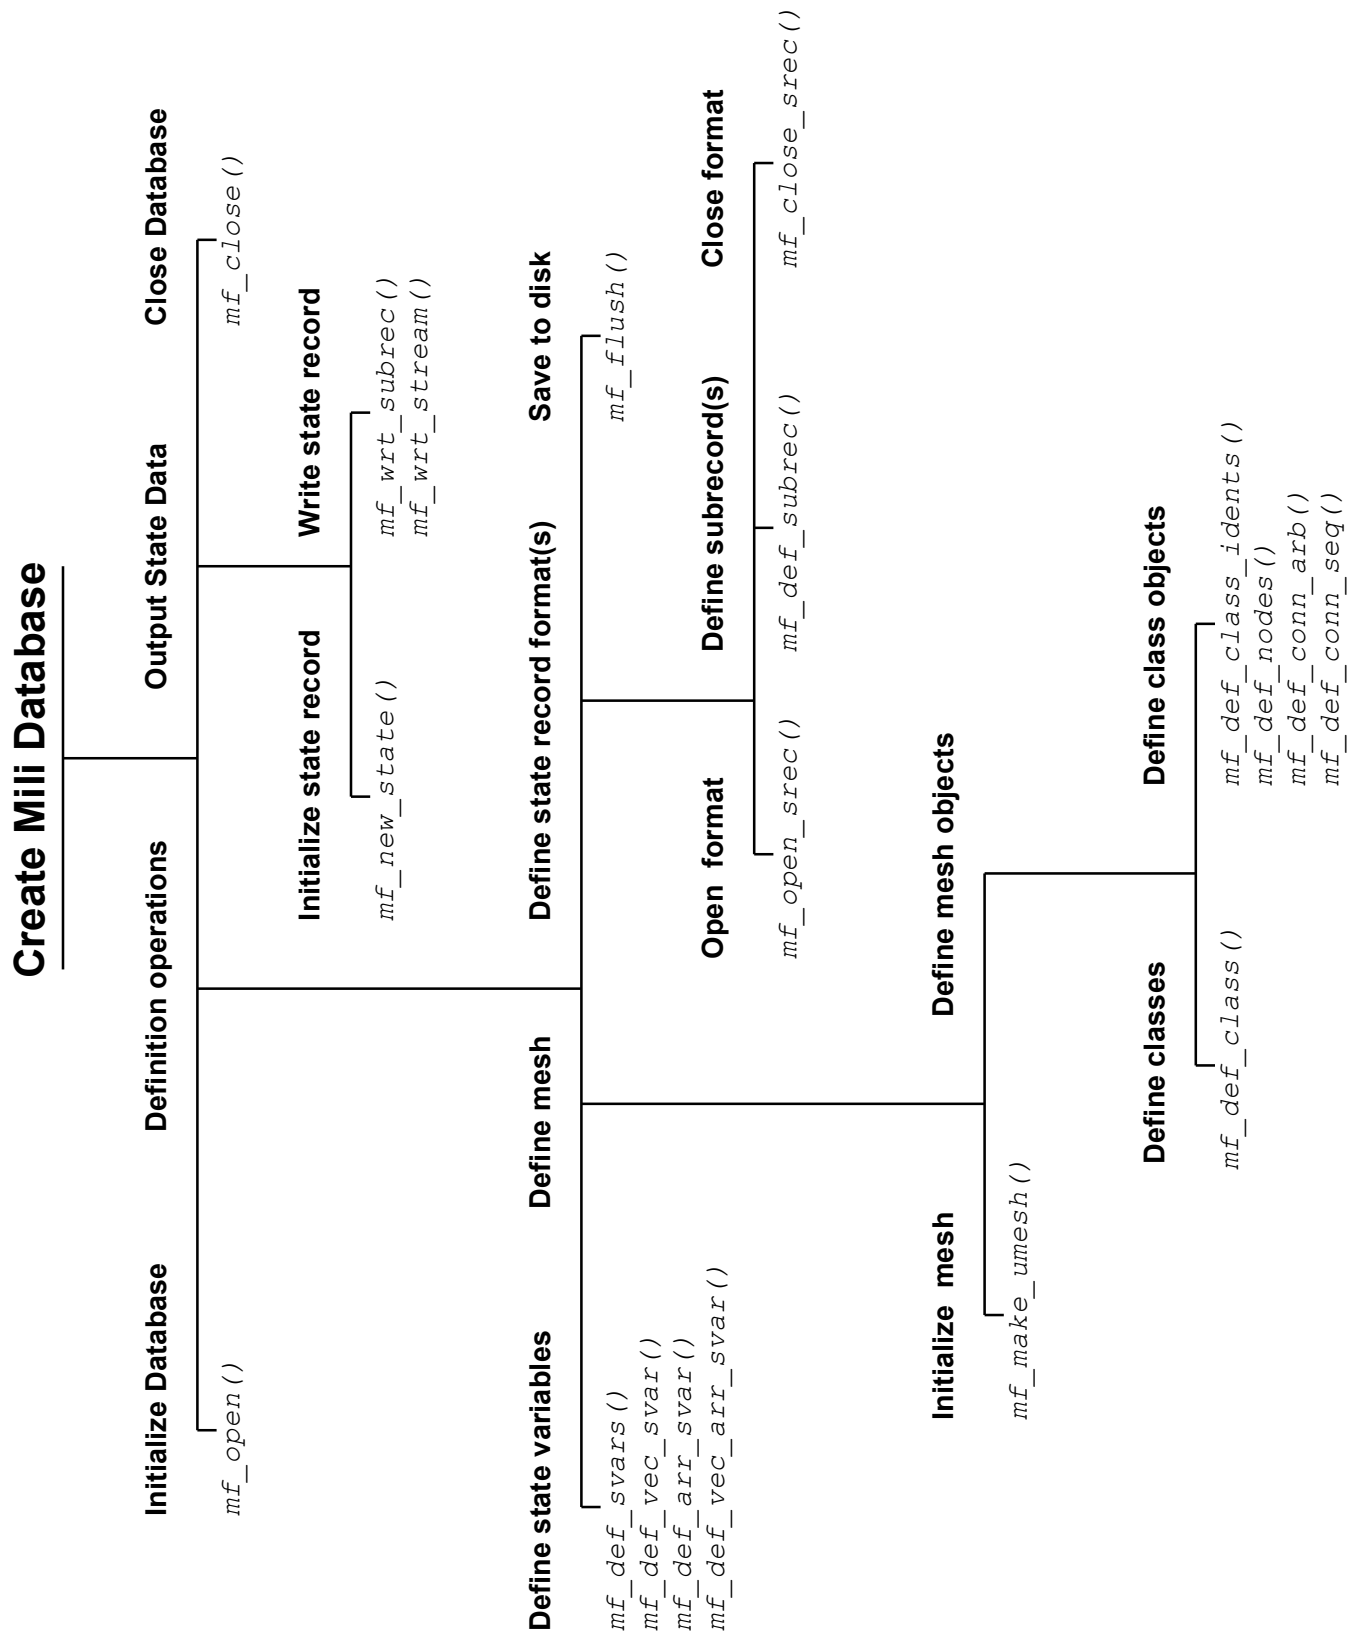 Create Mili Database
Initialize Database
mf_open()
Definition operations
Output State Data
Close Database
mf_close()
Initialize state record
mf_new_state()
Write state record
mf_wrt_subrec()
mf_wrt_stream()
Define state variables
mf_def_svars()
mf_def_vec_svar()
mf_def_arr_svar()
mf_def_vec_arr_svar()
Define mesh
Define state record format(s)
Save to disk
mf_flush()
Open format
mf_open_srec()
Define subrecord(s)
mf_def_subrec()
Close format
mf_close_srec()
Initialize mesh
mf_make_umesh()
Define mesh objects
Define classes
mf_def_class()
Define class objects
mf_def_class_idents()
mf_def_nodes()
mf_def_conn_arb()
mf_def_conn_seq()